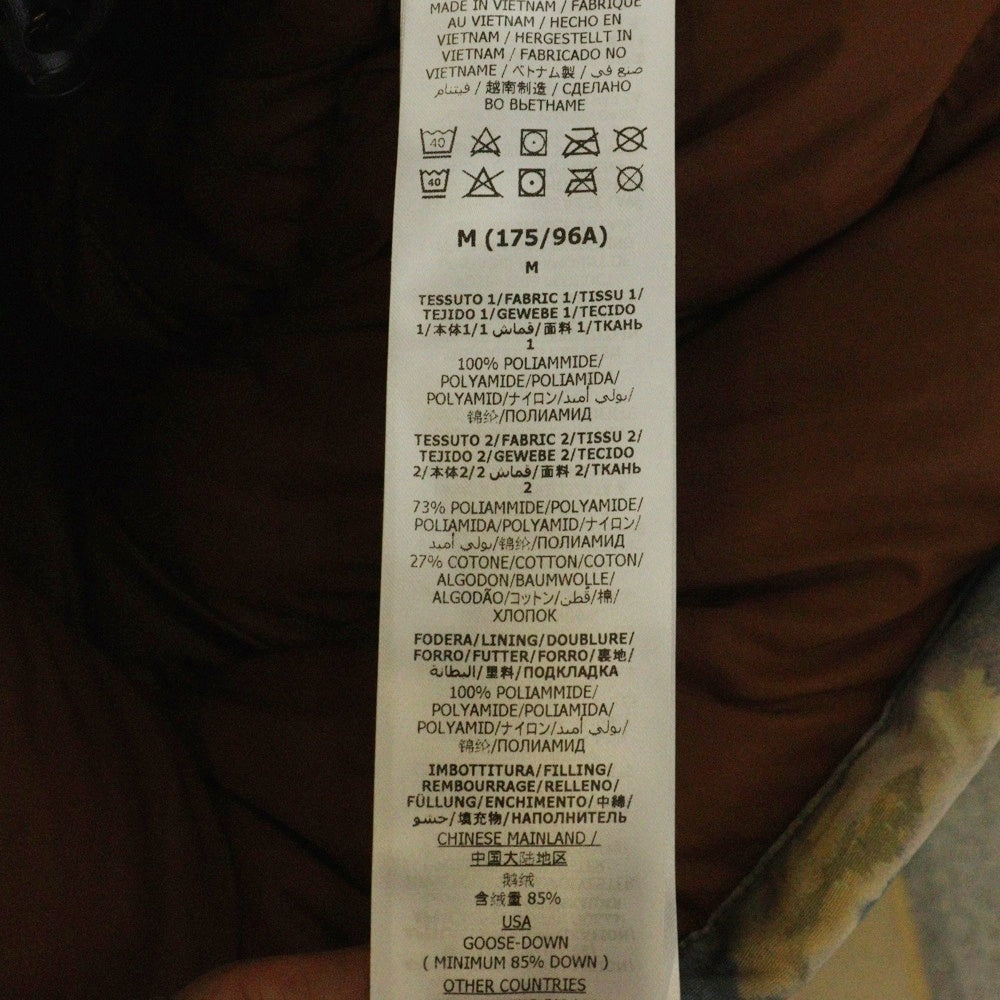 MADE IN VIETNAM / FABRIQUÉ
AU VIETNAM / HECHO EN
VIETNAM / HERGESTELLT IN
VIETNAM / FABRICADO NO
VIETNAME / ベトナム製 / صنع في
فيتنام / 越南制造 / СДЕЛАНО
ВО ВЬЕТНАМЕ
40
40
M (175/96A)
M
TESSUTO 1/FABRIC 1/TISSU 1/
TEJIDO 1/GEWEBE 1/TECIDO
1/本体1/1 قماش/面料 1/ТКАНЬ
1
100% POLIAMMIDE/
POLYAMIDE/POLIAMIDA/
POLYAMID/ナイロン/بولي أميد/
锦纶/ПОЛИАМИД
TESSUTO 2/FABRIC 2/TISSU 2/
TEJIDO 2/GEWEBE 2/TECIDO
2/本体2/2 قماش/面料 2/ТКАНЬ
2
73% POLIAMMIDE/POLYAMIDE/
POLIAMIDA/POLYAMID/ナイロン/
بولي أميد/锦纶/ПОЛИАМИД
27% COTONE/COTTON/COTON/
ALGODON/BAUMWOLLE/
ALGODÃO/コットン/قطن/棉/
ХЛОПОК
FODERA/LINING/DOUBLURE/
FORRO/FUTTER/FORRO/裏地/
البطانة/里料/ПОДКЛАДКА
100% POLIAMMIDE/
POLYAMIDE/POLIAMIDA/
POLYAMID/ナイロン/بولي أميد/
锦纶/ПОЛИАМИД
IMBOTTITURA/FILLING/
REMBOURRAGE/RELLENO/
FÜLLUNG/ENCHIMENTO/中綿/
حشو/填充物/НАПОЛНИТЕЛЬ
CHINESE MAINLAND /
中国大陆地区
鹅绒
含绒量 85%
USA
GOOSE-DOWN
( MINIMUM 85% DOWN )
OTHER COUNTRIES